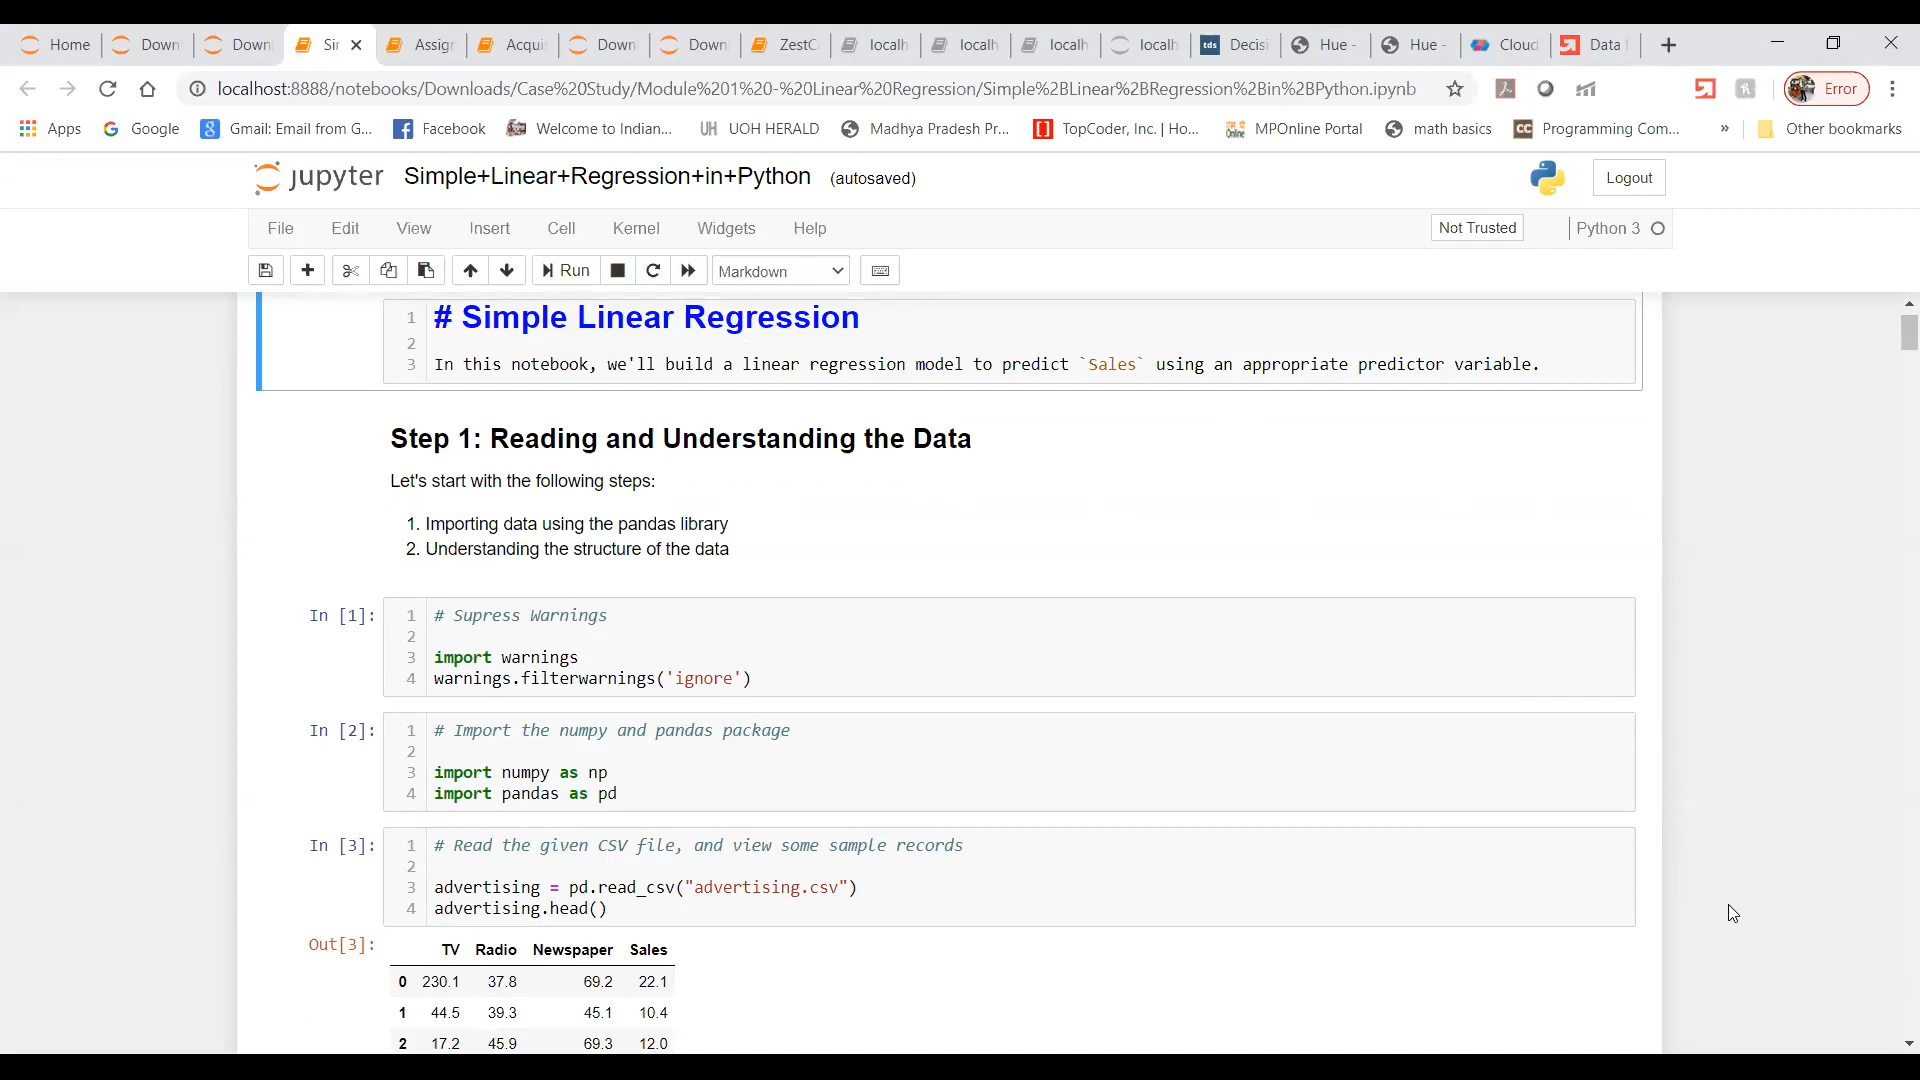 Home
Down
Down
Sir
Assign
Acqui
Down
Down
ZestC
localh
localh
localh
localh
tds Decisi
Hue -
Hue -
Cloud
Data
localhost:8888/notebooks/Downloads/Case%20Study/Module%201%20-%20Linear%20Regression/Simple%2BLinear%2BRegression%2Bin%2BPython.ipynb
Error
Apps
Google
Gmail: Email from G...
Facebook
Welcome to Indian...
UH UOH HERALD
Madhya Pradesh Pr...
TopCoder, Inc. | Ho...
MPOnline Portal
math basics
CC Programming Com...
»
Other bookmarks
jupyter Simple+Linear+Regression+in+Python (autosaved)
Logout
File Edit View Insert Cell Kernel Widgets Help
Not Trusted
Python 3
Run
Markdown
1 # Simple Linear Regression
2
3 In this notebook, we'll build a linear regression model to predict `Sales` using an appropriate predictor variable.
Step 1: Reading and Understanding the Data
Let's start with the following steps:
1. Importing data using the pandas library
2. Understanding the structure of the data
In [1]: 1 # Supress Warnings
2
3 import warnings
4 warnings.filterwarnings('ignore')
In [2]: 1 # Import the numpy and pandas package
2
3 import numpy as np
4 import pandas as pd
In [3]: 1 # Read the given CSV file, and view some sample records
2
3 advertising = pd.read_csv("advertising.csv")
4 advertising.head()
Out[3]: TV Radio Newspaper Sales
0 230.1 37.8 69.2 22.1
1 44.5 39.3 45.1 10.4
2 17.2 45.9 69.3 12.0